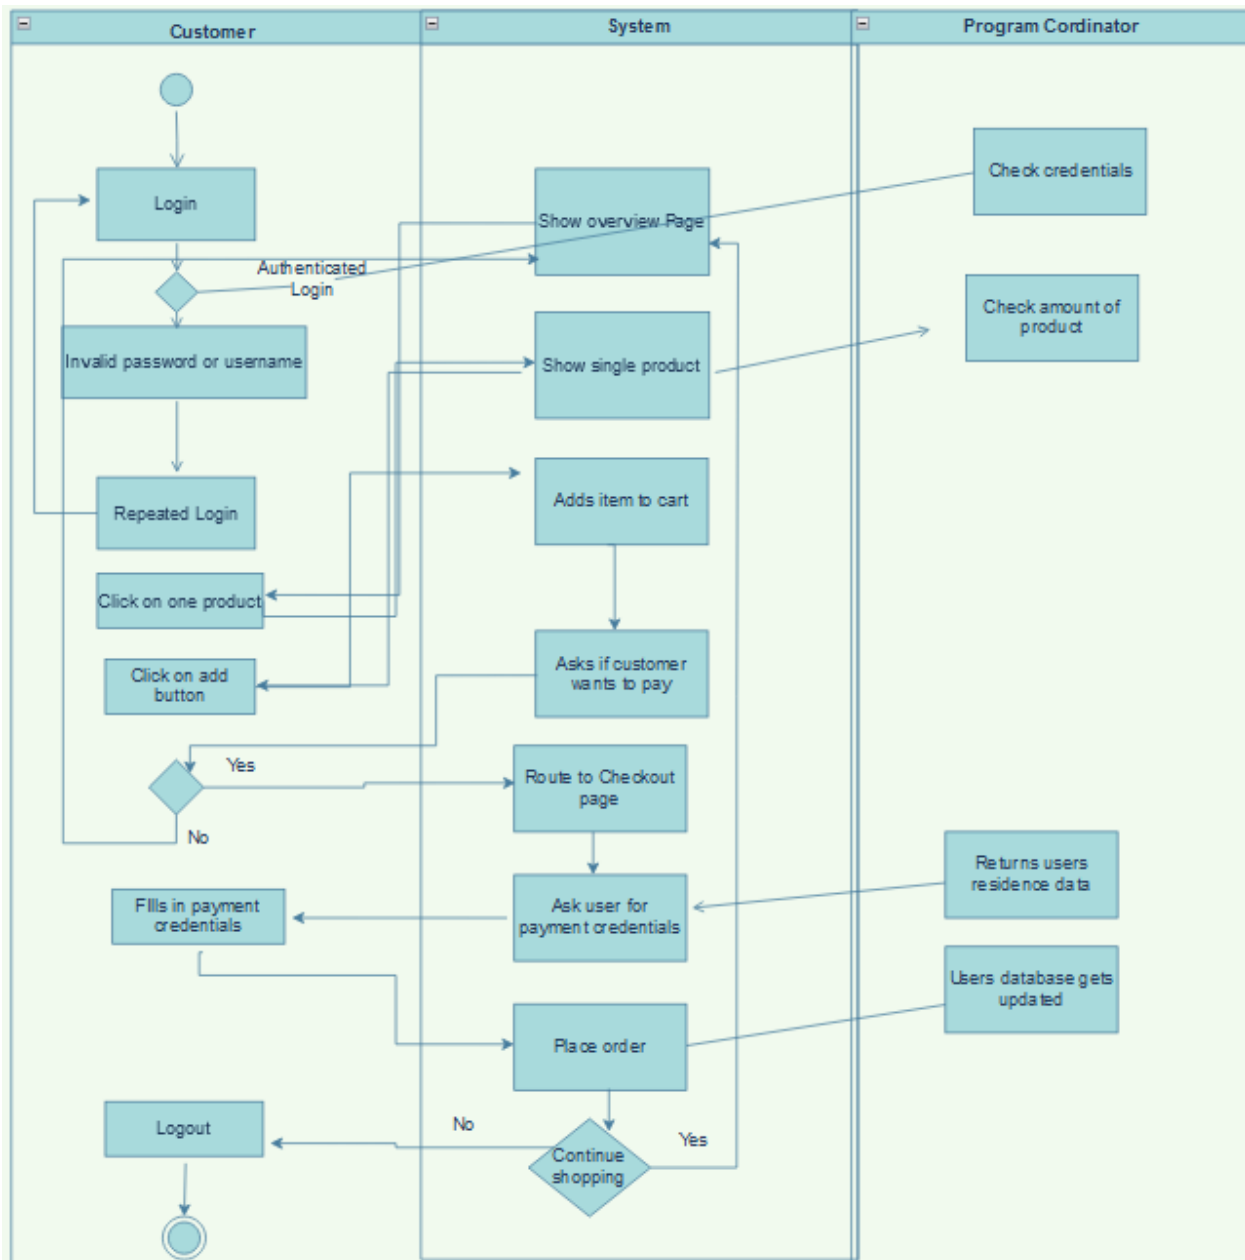 Customer
System
Program Cordinator
Login
Show overview Page
Check credentials
Authenticated
Login
Invalid password or username
Show single product
Check amount of
product
Repeated Login
Adds item to cart
Click on one product
Click on add
button
Asks if customer
wants to pay
Yes
No
Route to Checkout
page
Returns users
residence data
FIlls in payment
credentials
Ask user for
payment credentials
Users database gets
updated
Place order
Logout
No
Continue
shopping
Yes